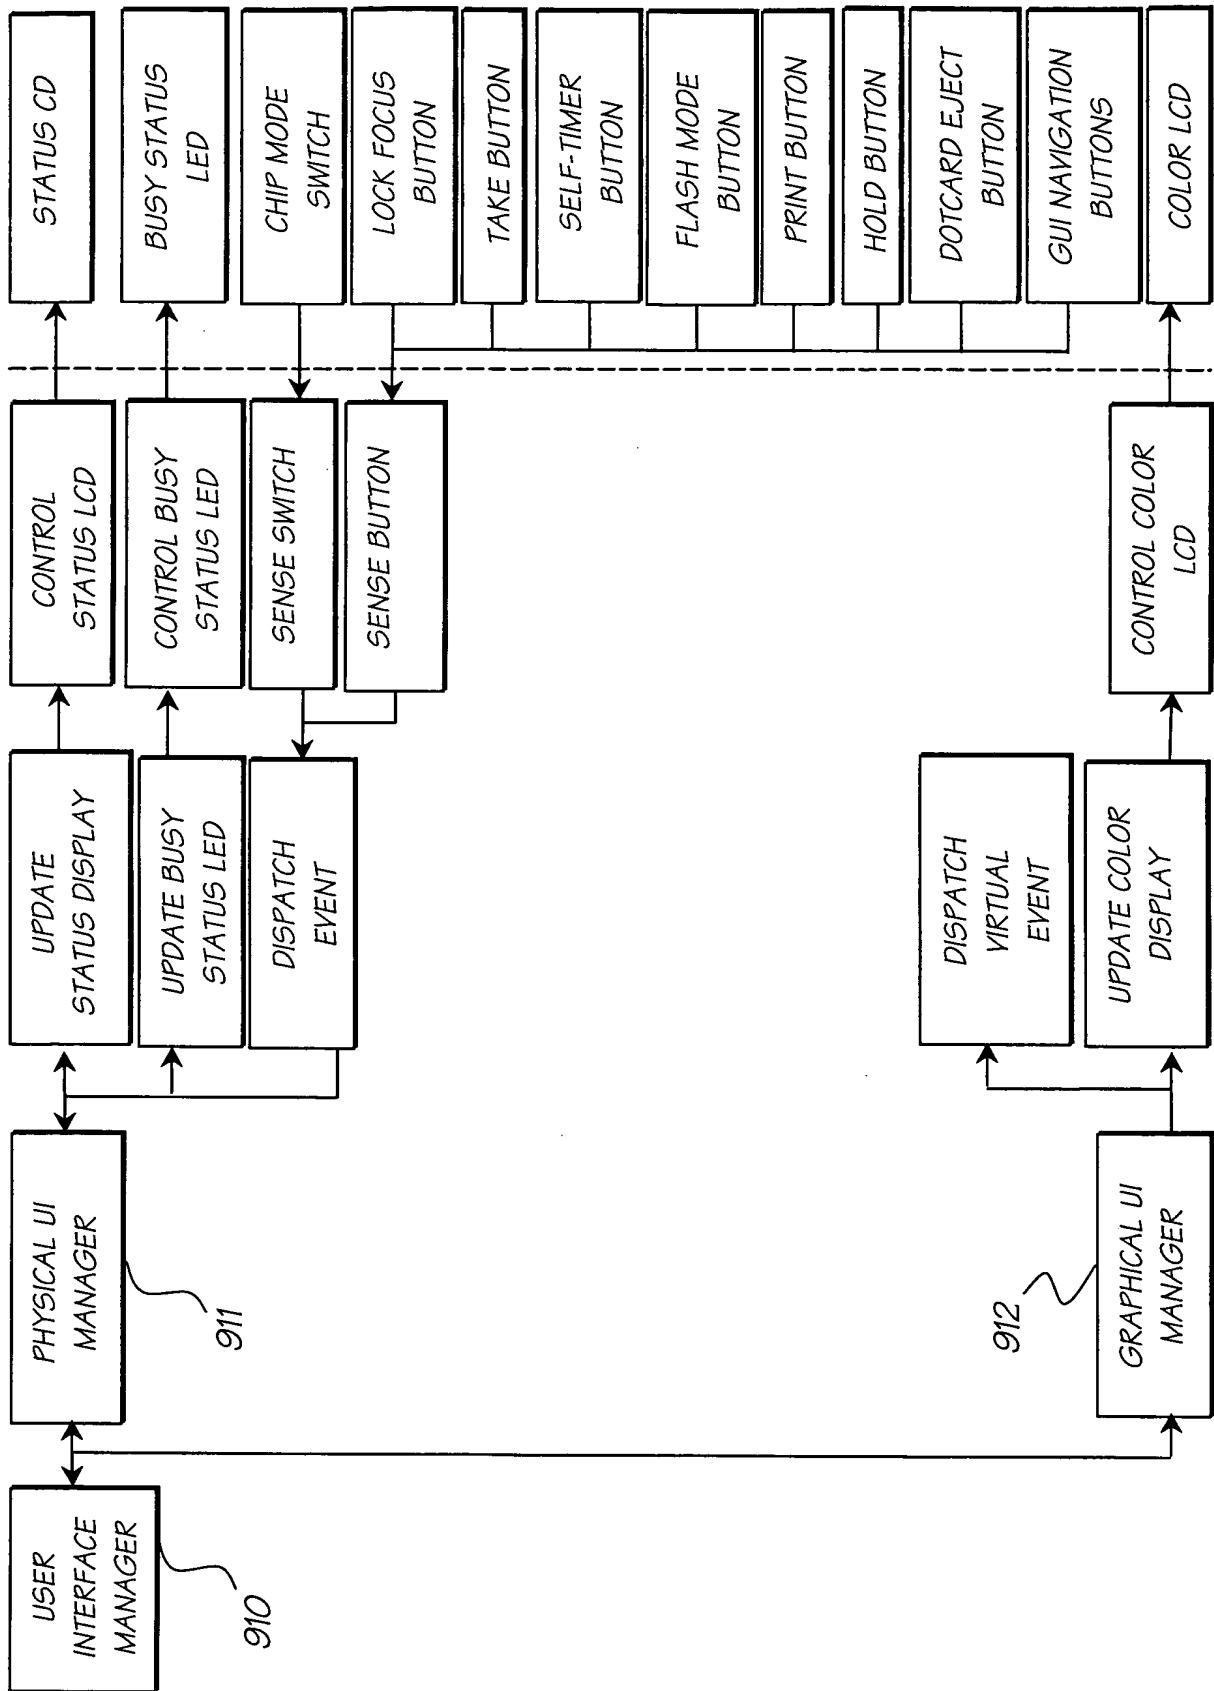 USER
INTERFACE
MANAGER
910
PHYSICAL UI
MANAGER
911
GRAPHICAL UI
MANAGER
912
UPDATE
STATUS DISPLAY
UPDATE BUSY
STATUS LED
DISPATCH
EVENT
DISPATCH
VIRTUAL
EVENT
UPDATE COLOR
DISPLAY
CONTROL
STATUS LCD
CONTROL BUSY
STATUS LED
SENSE SWITCH
SENSE BUTTON
CONTROL COLOR
LCD
STATUS CD
BUSY STATUS
LED
CHIP MODE
SWITCH
LOCK FOCUS
BUTTON
TAKE BUTTON
SELF-TIMER
BUTTON
FLASH MODE
BUTTON
PRINT BUTTON
HOLD BUTTON
DOTCARD EJECT
BUTTON
GUI NAVIGATION
BUTTONS
COLOR LCD